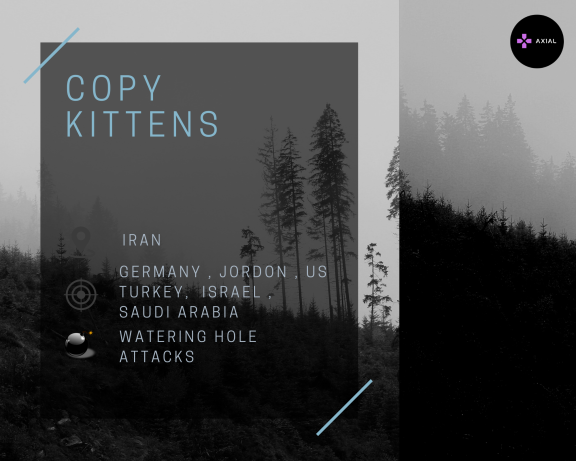 AXIAL
COPY
KITTENS
IRAN
GERMANY , JORDON , US
TURKEY, ISRAEL ,
SAUDI ARABIA
WATERING HOLE
ATTACKS